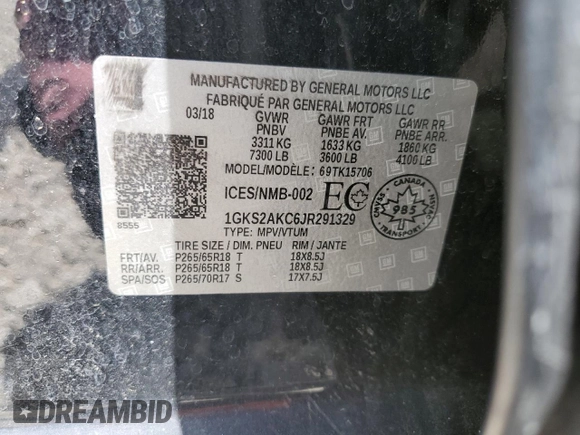 GM
MANUFACTURED BY GENERAL MOTORS LLC
FABRIQUÉ PAR GENERAL MOTORS LLC
03/18 GVWR GAWR FRT GAWR RR
PNBV PNBE AV. PNBE ARR.
3311 KG 1633 KG 1860 KG
7300 LB 3600 LB 4100 LB
MODEL/MODÈLE: 69TK15706
ICES/NMB-002 EC
CANADA
985
TRANSPORT
8555
1GKS2AKC6JR291329
TYPE: MPV/VTUM
TIRE SIZE / DIM. PNEU RIM / JANTE
FRT/AV. P265/65R18 T 18X8.5J
RR/ARR. P265/65R18 T 18X8.5J
SPA/SOS P265/70R17 S 17X7.5J
DREAMBID